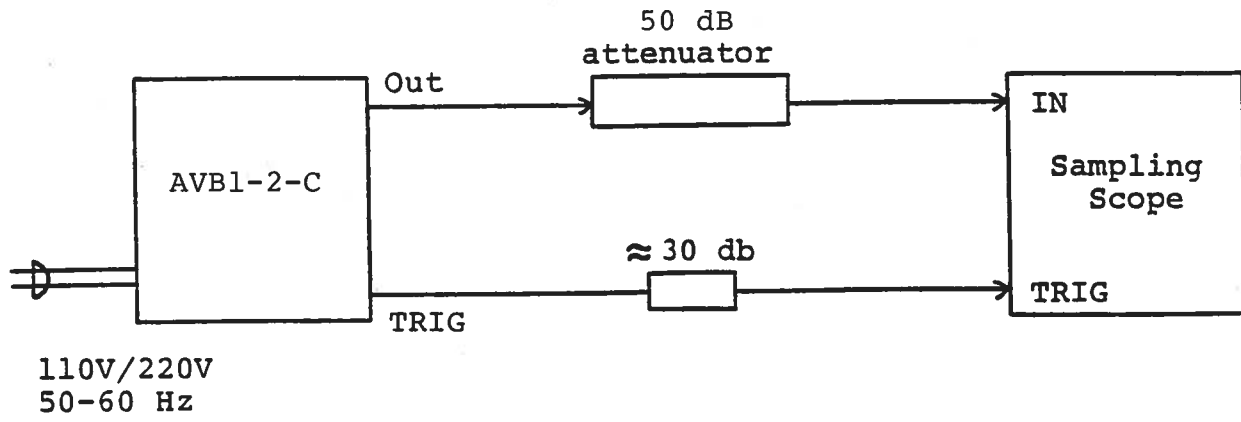 50 dB
attenuator
Out
IN
AVB1-2-C
Sampling
Scope
≈ 30 db
TRIG
TRIG
110V/220V
50-60 Hz